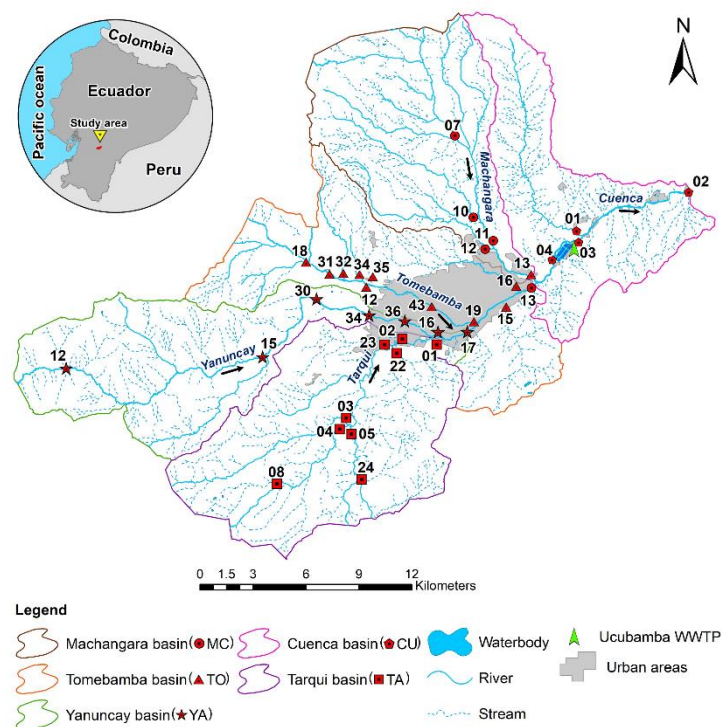 Colombia
Ecuador
Study area
Pacific ocean
Peru
N
07
Machangara
02
Cuenca
10
01
11
12
04
03
18
31 32 34 35
13
Tomebamba
16
12
13
30
43
15
34
36
19
16
02
17
Yanuncay
23
12
15
22
01
Tarqui
03
04
05
08
24
0 1.5 3 6 9 12
Kilometers
Legend
Machangara basin(MC)
Cuenca basin(CU)
Waterbody
Ucubamba WWTP
Tomebamba basin(TO)
Tarqui basin(TA)
River
Urban areas
Yanuncay basin(YA)
Stream